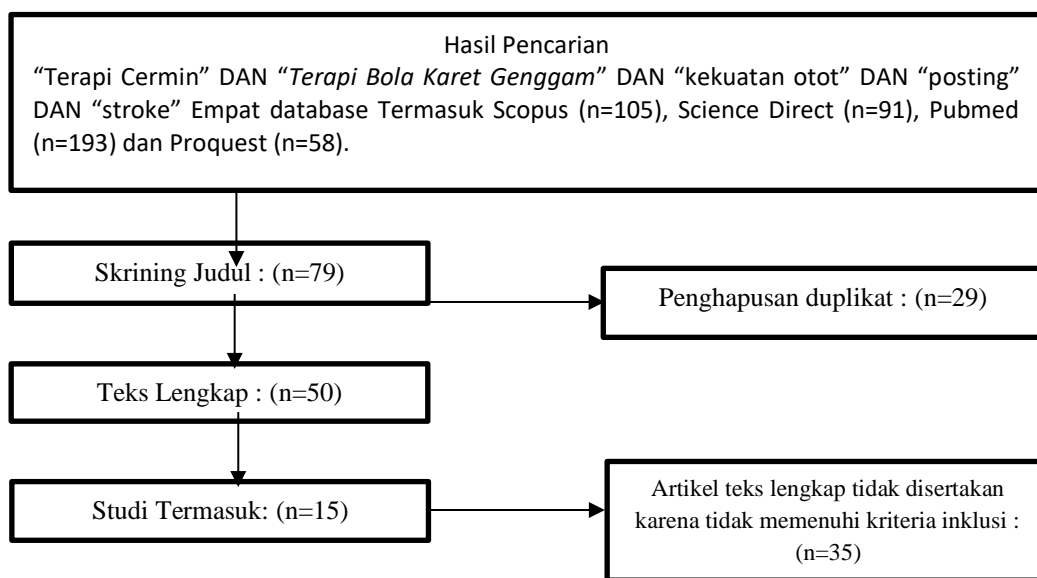 Hasil Pencarian
“Terapi Cermin” DAN “Terapi Bola Karet Genggam” DAN “kekuatan otot” DAN “posting”
DAN “stroke” Empat database Termasuk Scopus (n=105), Science Direct (n=91), Pubmed
(n=193) dan Proquest (n=58).
Skrining Judul : (n=79)
Penghapusan duplikat : (n=29)
Teks Lengkap : (n=50)
Studi Termasuk: (n=15)
Artikel teks lengkap tidak disertakan
karena tidak memenuhi kriteria inklusi :
(n=35)